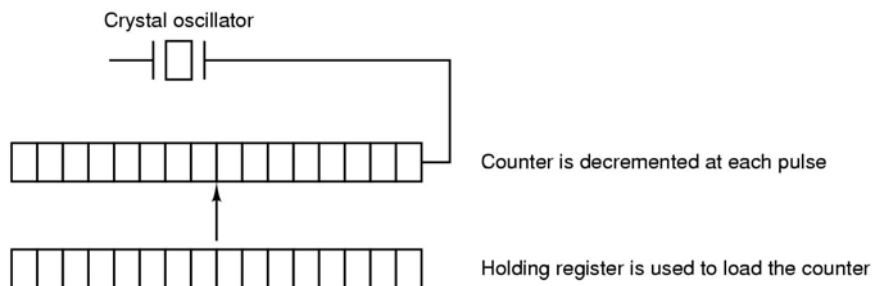 Crystal oscillator
Counter is decremented at each pulse
Holding register is used to load the counter